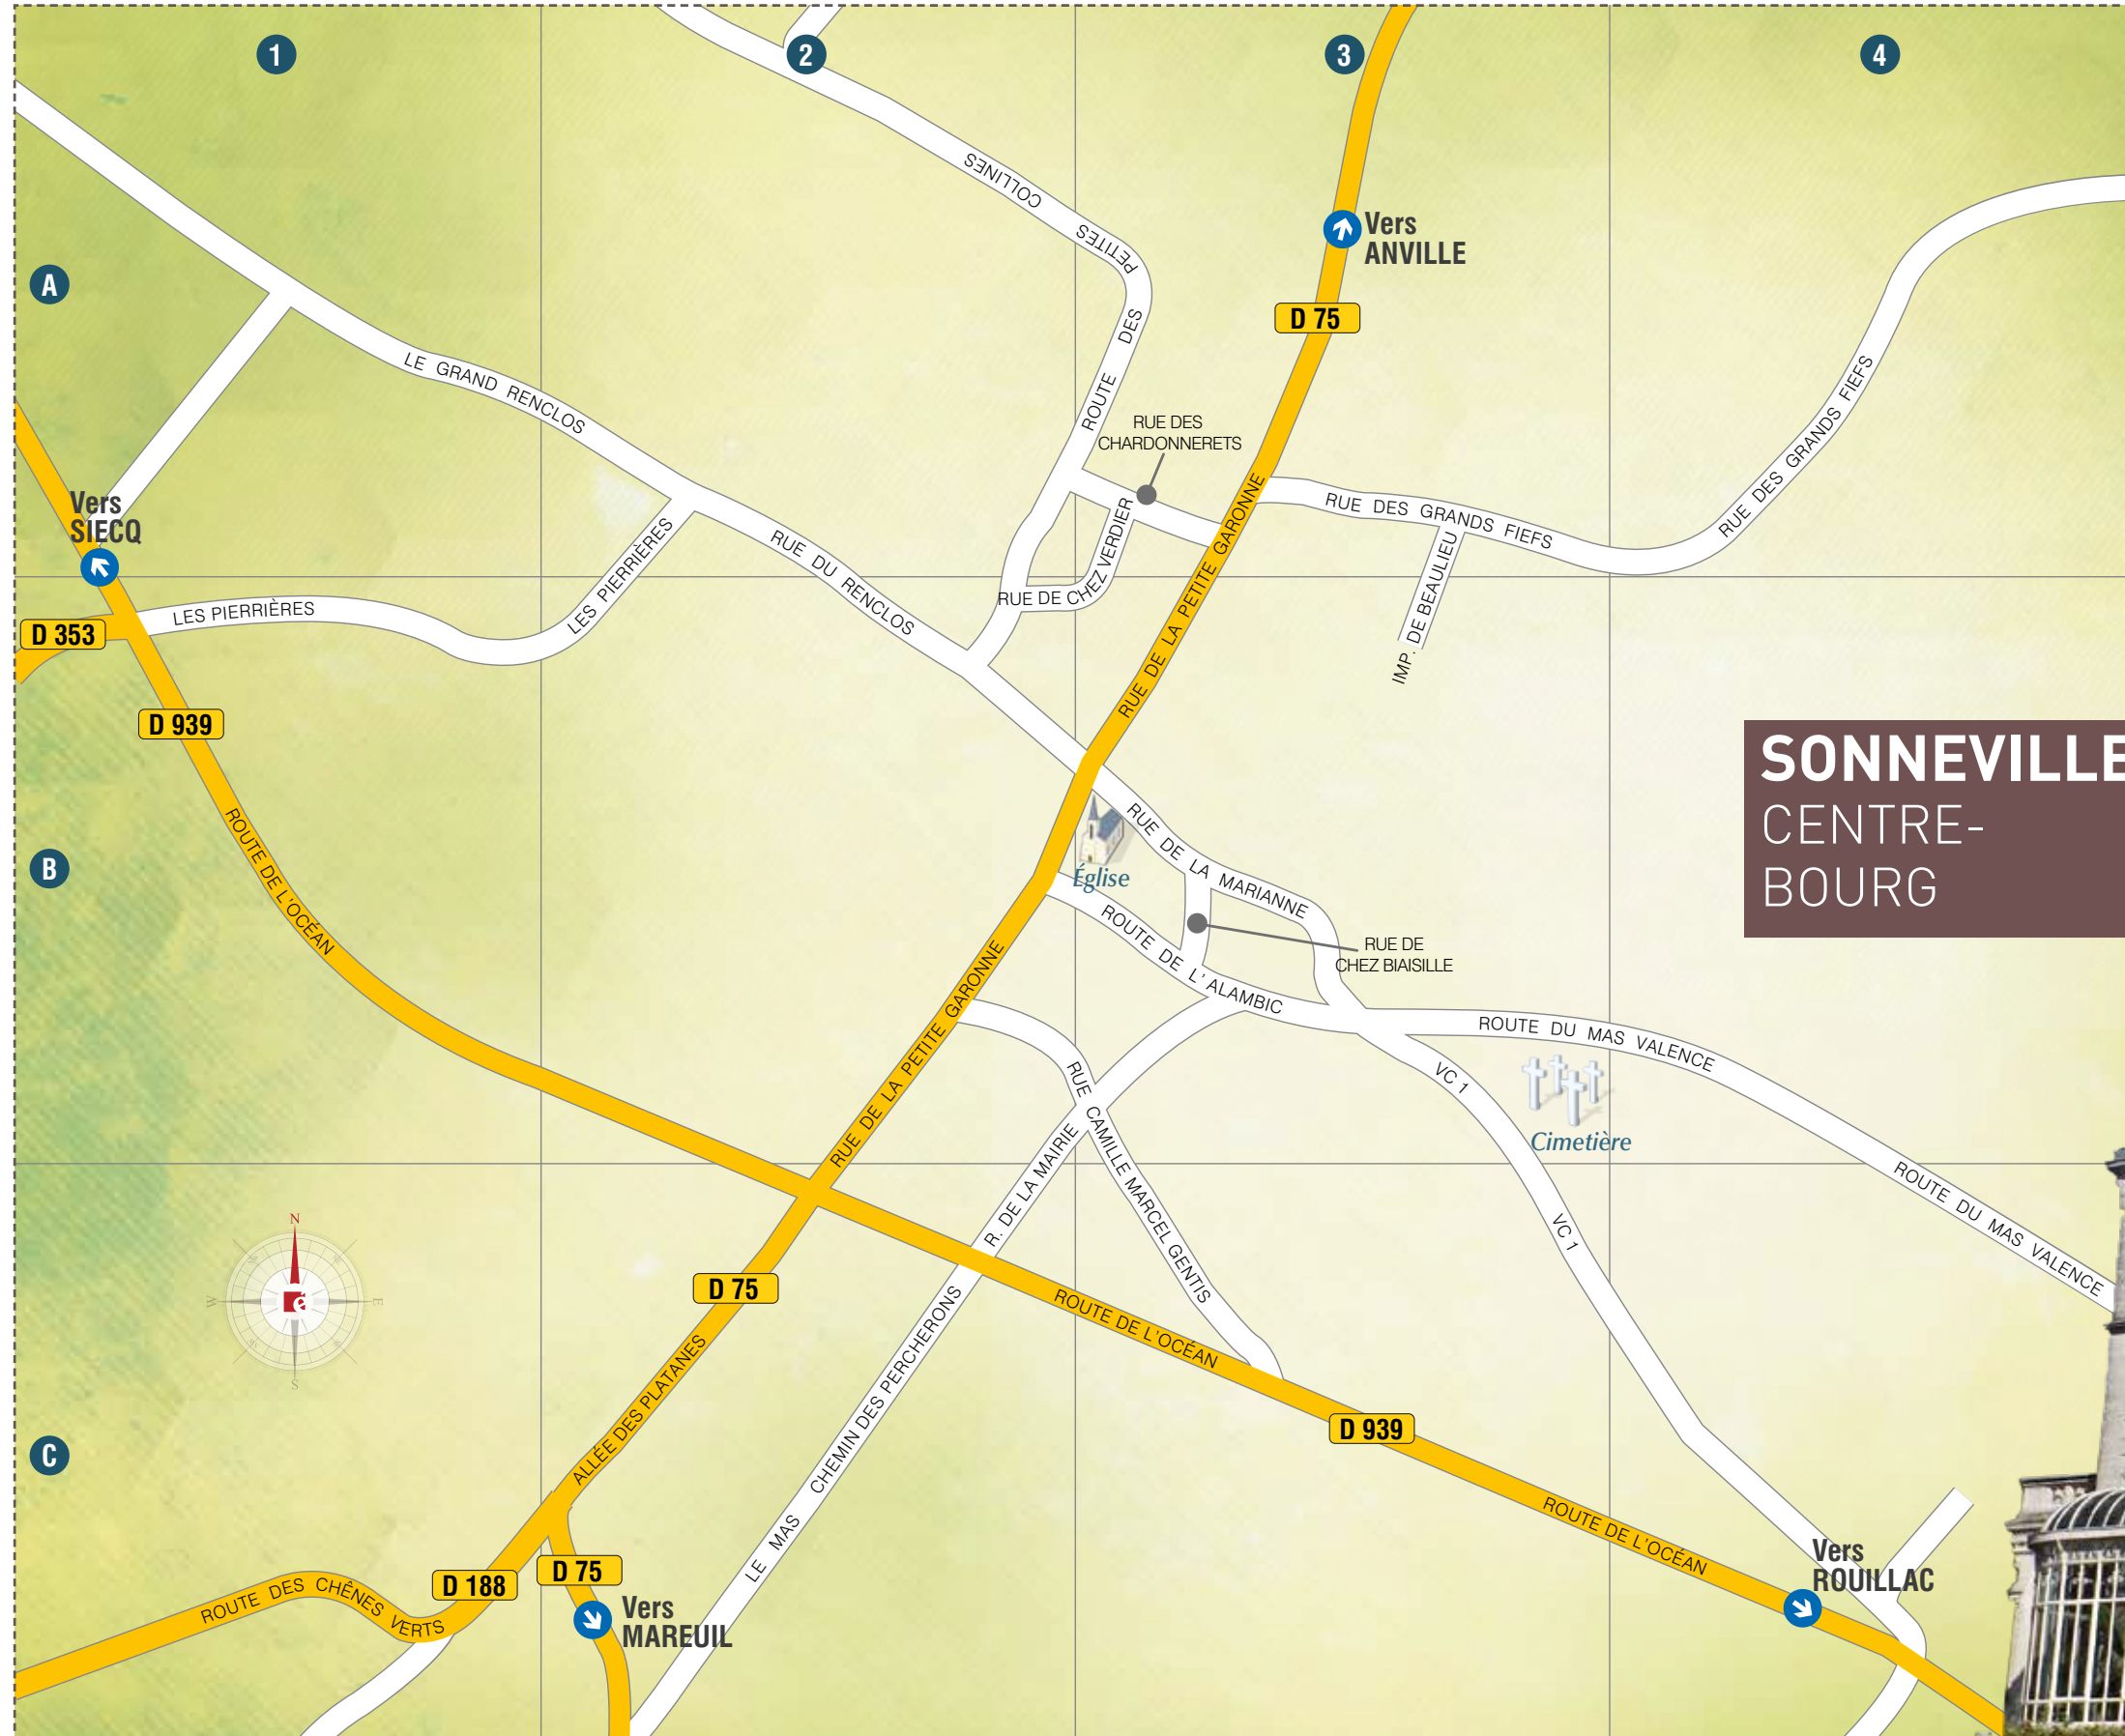 1
2
3
4
A
B
C
COLLINES
PETITES
DES
ROUTE
Vers
ANVILLE
D 75
LE GRAND RENCLOS
RUE DES
CHARDONNERETS
RUE DES GRANDS FIEFS
RUE DES GRANDS FIEFS
Vers
SIECQ
LES PIERRIÈRES
LES PIERRIÈRES
RUE DU RENCLOS
RUE DE CHEZ VERDIER
RUE DE LA PETITE GARONNE
IMP. DE BEAULIEU
D 353
D 939
SONNEVILLE
CENTRE-
BOURG
ROUTE DE L'OCÉAN
Église
RUE DE LA MARIANNE
ROUTE DE L'ALAMBIC
RUE DE
CHEZ BIAISILLE
RUE DE LA PETITE GARONNE
ROUTE DU MAS VALENCE
VC 1
Cimetière
RUE CAMILLE MARCEL GENTIS
R. DE LA MAIRIE
ROUTE DU MAS VALENCE
VC 1
N
W
E
S
D 75
ROUTE DE L'OCÉAN
ALLÉE DES PLATANES
CHEMIN DES PERCHERONS
LE MAS
D 939
ROUTE DE L'OCÉAN
Vers
ROUILLAC
ROUTE DES CHÊNES VERTS
D 188
D 75
Vers
MAREUIL